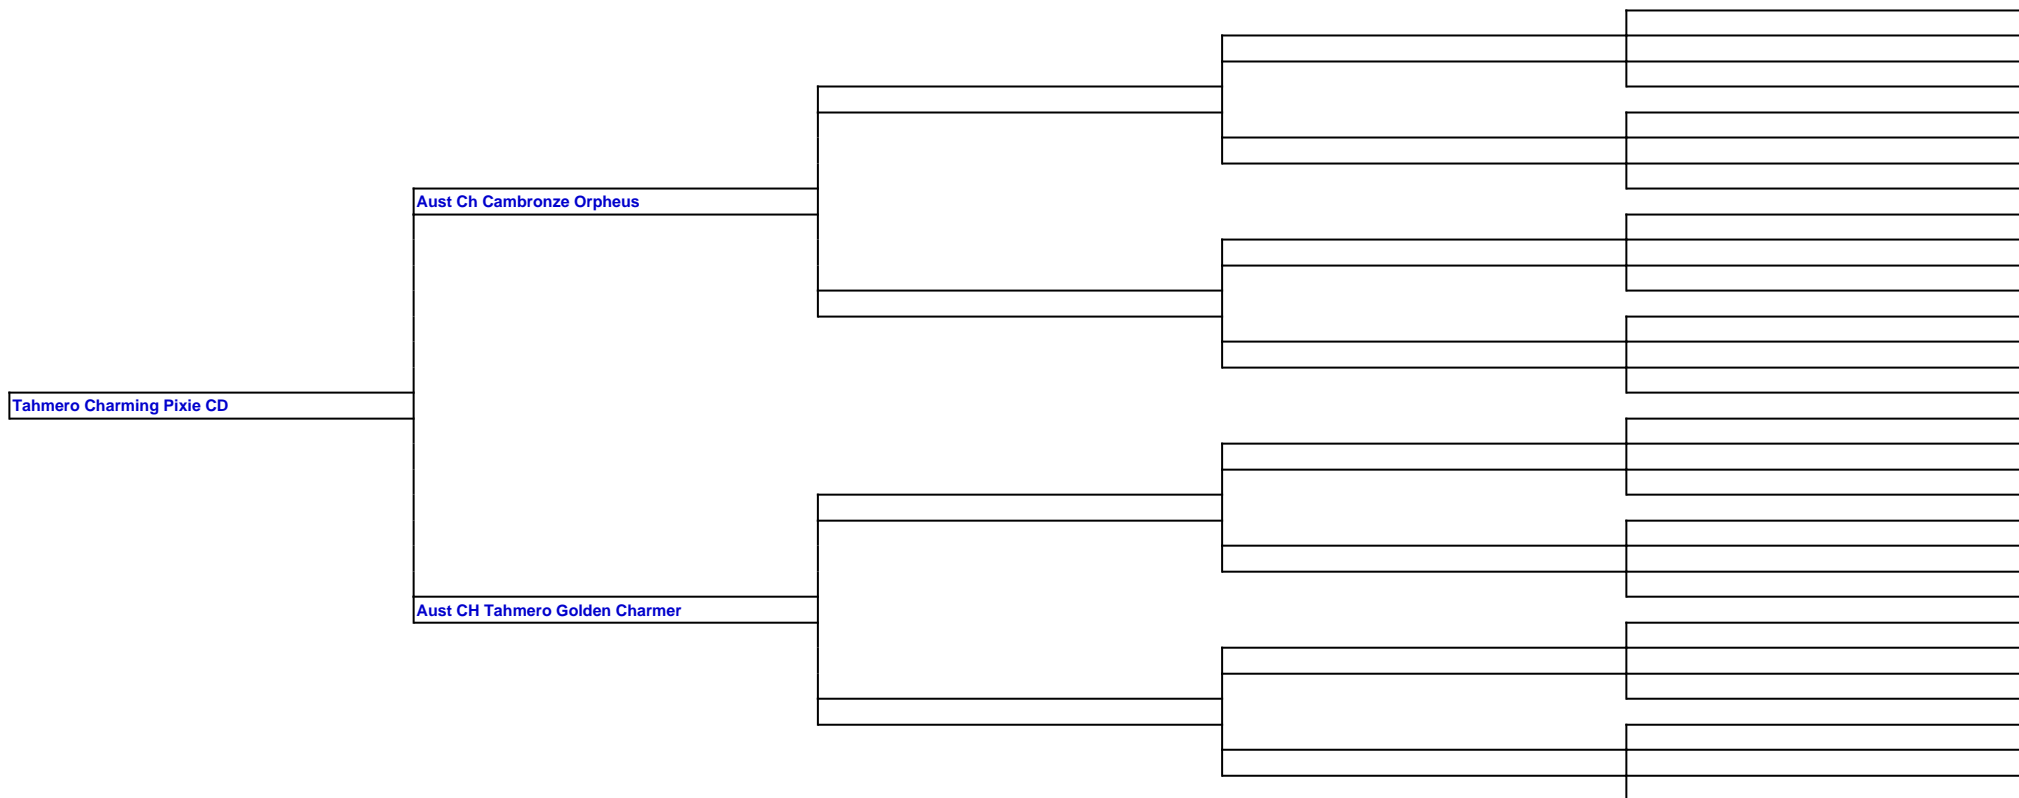 Aust Ch Cambronze Orpheus
Tahmero Charming Pixie CD
Aust CH Tahmero Golden Charmer